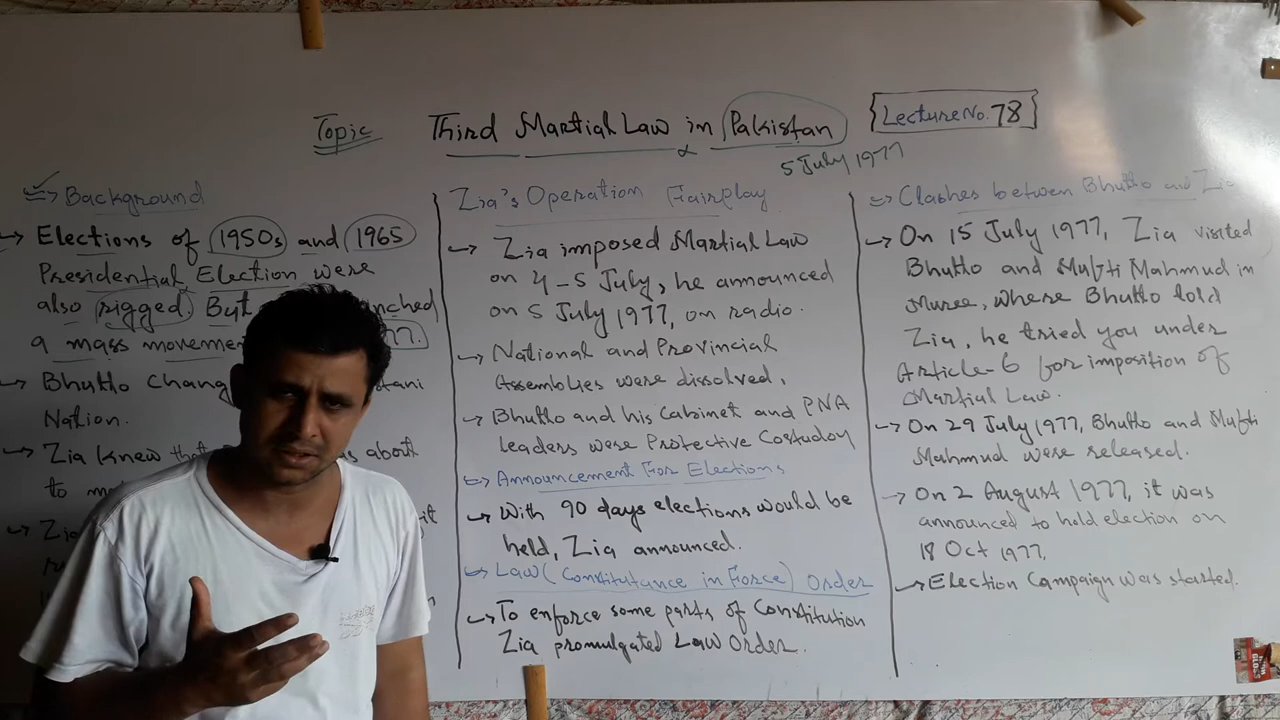 Topic
Third Martial Law in Pakistan
Lecture No. 78
5 July 1977
Background
Elections of 1950s and 1965
Presidential Election were
also rigged. But
a mass moveme 77.
Bhutto Chang
Nation.
Zia knew tha about
to m
Zia it
Zia's Operation Fairplay
Zia imposed Martial Law
on 4-5 July, he announced
on 5 July 1977, on radio.
National and Provincial
Assemblies were dissolved.
Bhutto and his Cabinet and PNA
leaders were Protective Costudoy
Announcement For Elections
With 90 days elections would be
held, Zia announced.
Law (Constitutance in Force) Order
To enforce some parts of Constitution
Zia promulgated Law Order.
Clashes between Bhutto and Zia
On 15 July 1977, Zia visited
Bhutto and Mufti Mahmud in
Muree, where Bhutto told
Zia, he tried you under
Article-6 for imposition of
Martial Law.
On 29 July 1977, Bhutto and Mufti
Mahmud were released.
On 2 August 1977, it was
announced to hold election on
18 Oct 1977.
Election Campaign was started.